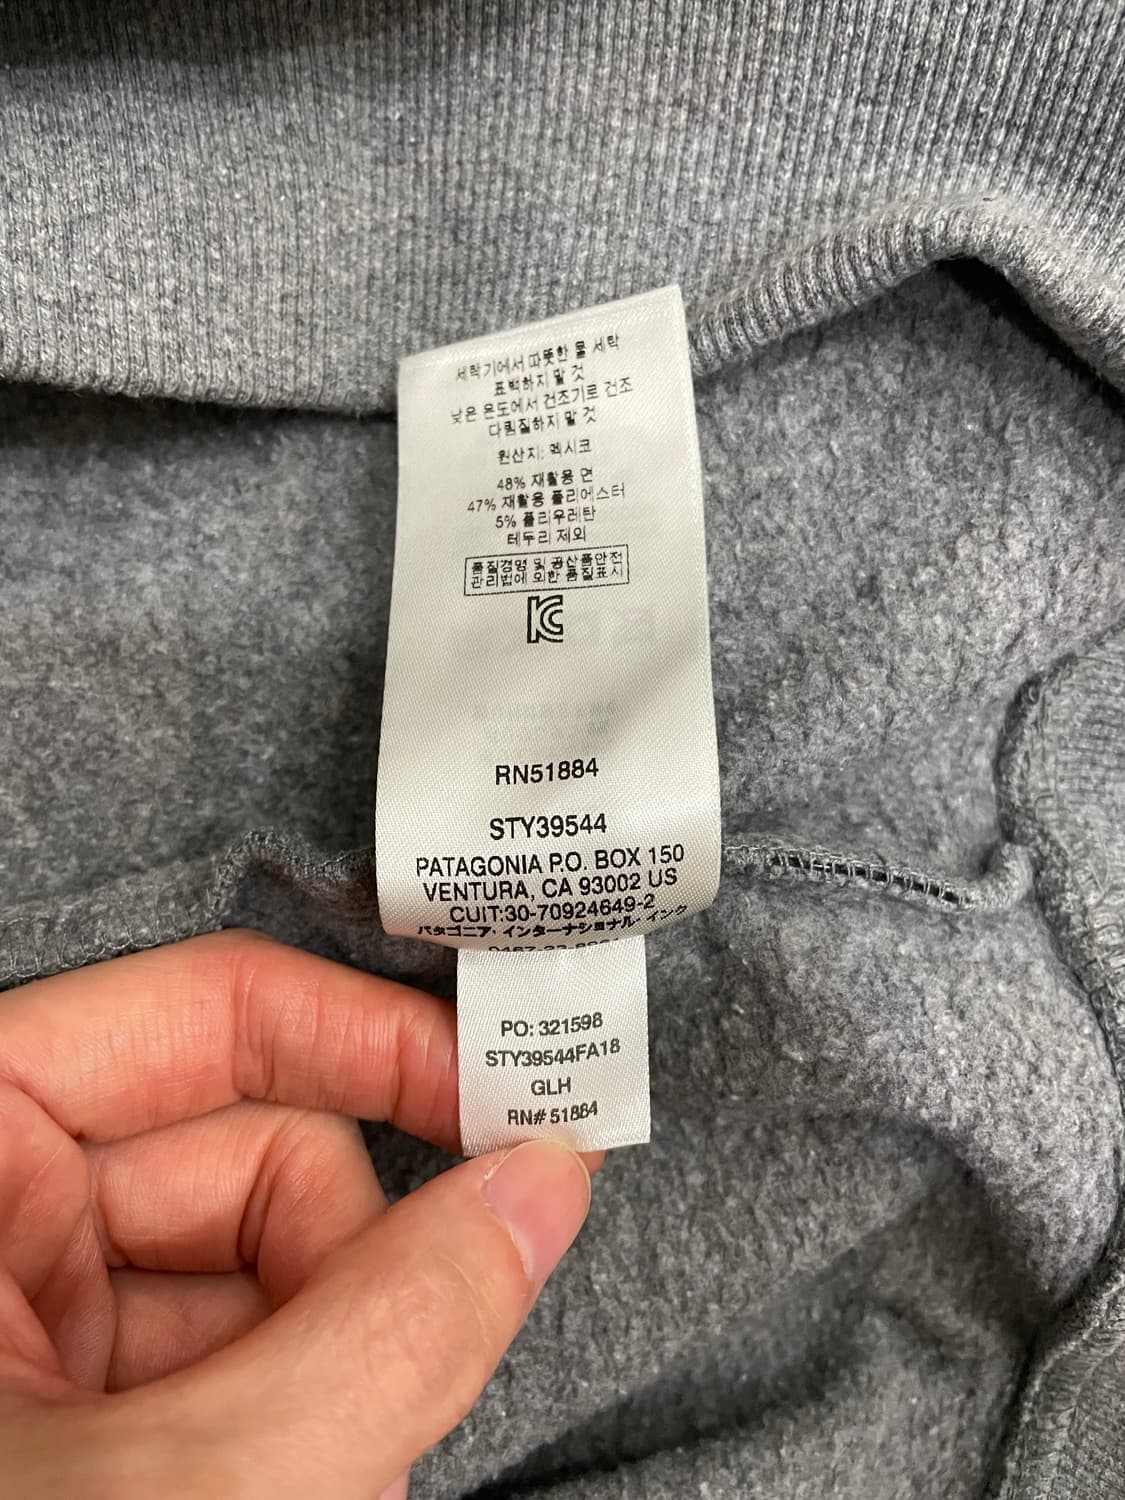 세탁기에서 따뜻한 물 세탁
표백하지 말 것
낮은 온도에서 건조기로 건조
다림질하지 말 것
원산지: 멕시코
48% 재활용 면
47% 재활용 폴리에스터
5% 폴리우레탄
테두리 제외
품질경영 및 공산품안전
관리법에 의한 품질표시
KC
RN51884
STY39544
PATAGONIA P.O. BOX 150
VENTURA, CA 93002 US
CUIT:30-70924649-2
パタゴニア・インターナショナル・インク
PO: 321598
STY39544FA18
GLH
RN# 51884